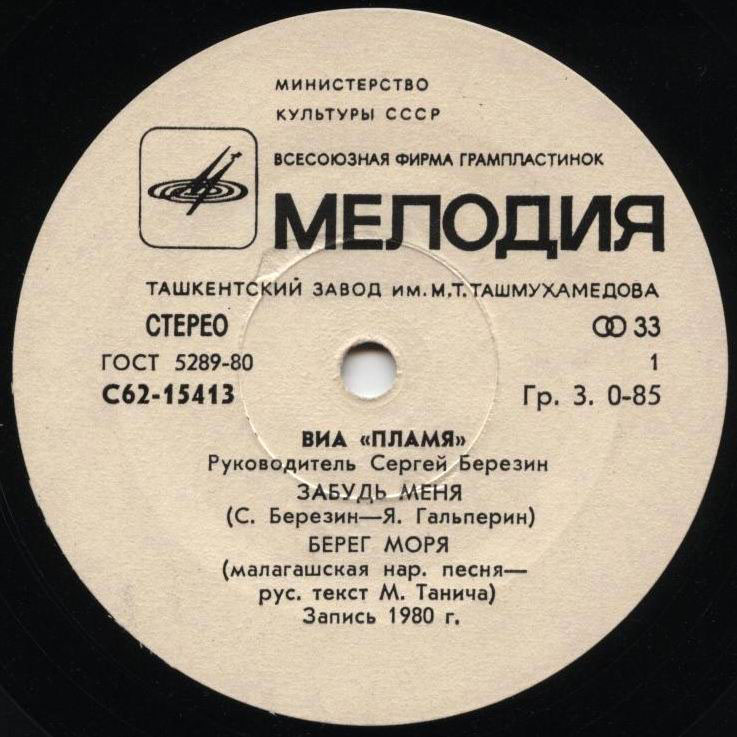 МИНИСТЕРСТВО
КУЛЬТУРЫ СССР
ВСЕСОЮЗНАЯ ФИРМА ГРАМПЛАСТИНОК
МЕЛОДИЯ
ТАШКЕНТСКИЙ ЗАВОД ИМ. М.Т. ТАШМУХАМЕДОВА
СТЕРЕО 33
ГОСТ 5289-80 1
С62-15413 Гр. 3. 0-85
ВИА «ПЛАМЯ»
Руководитель Сергей Березин
ЗАБУДЬ МЕНЯ
(С. Березин—Я. Гальперин)
БЕРЕГ МОРЯ
(малагашская нар. песня—
рус. текст М. Танича)
Запись 1980 г.